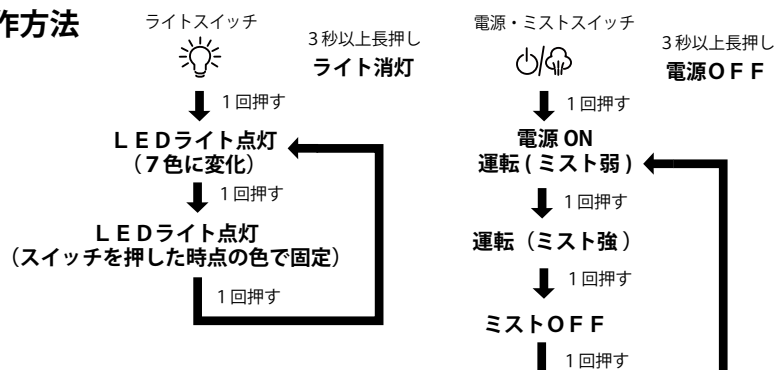 作方法
ライトスイッチ
3秒以上長押し
ライト消灯
1回押す
LEDライト点灯
(7色に変化)
1回押す
LEDライト点灯
(スイッチを押した時点の色で固定)
1回押す
電源・ミストスイッチ
3秒以上長押し
電源OFF
1回押す
電源 ON
運転 ( ミスト弱 )
1回押す
運転(ミスト強)
1回押す
ミストOFF
1回押す